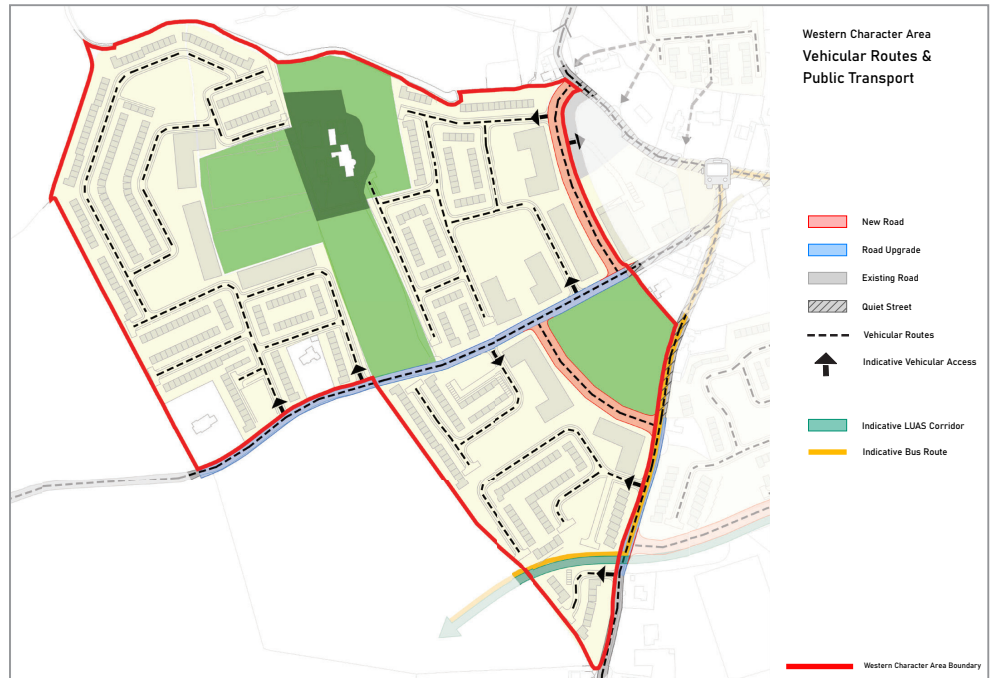 Western Character Area
Vehicular Routes &
Public Transport
New Road
Road Upgrade
Existing Road
Quiet Street
Vehicular Routes
Indicative Vehicular Access
Indicative LUAS Corridor
Indicative Bus Route
Western Character Area Boundary